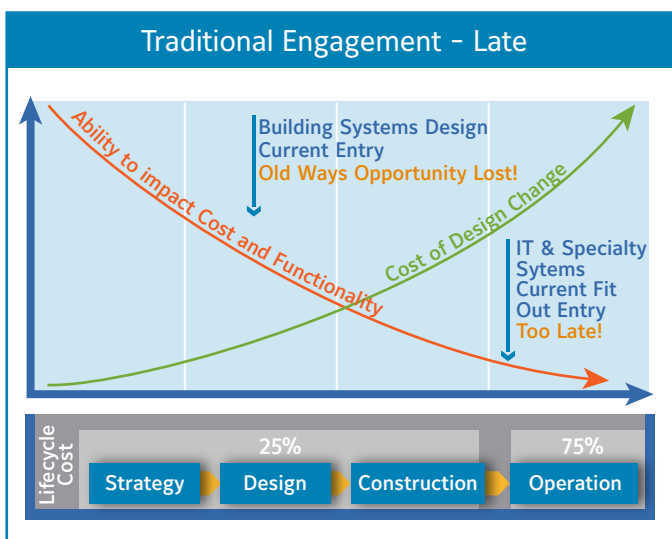 Traditional Engagement – Late
Ability to impact Cost and Functionality
Building Systems Design
Current Entry
Old Ways Opportunity Lost!
Cost of Design Change
IT & Specialty
Sytems
Current Fit
Out Entry
Too Late!
Lifecycle
Cost
25%
75%
Strategy
Design
Construction
Operation